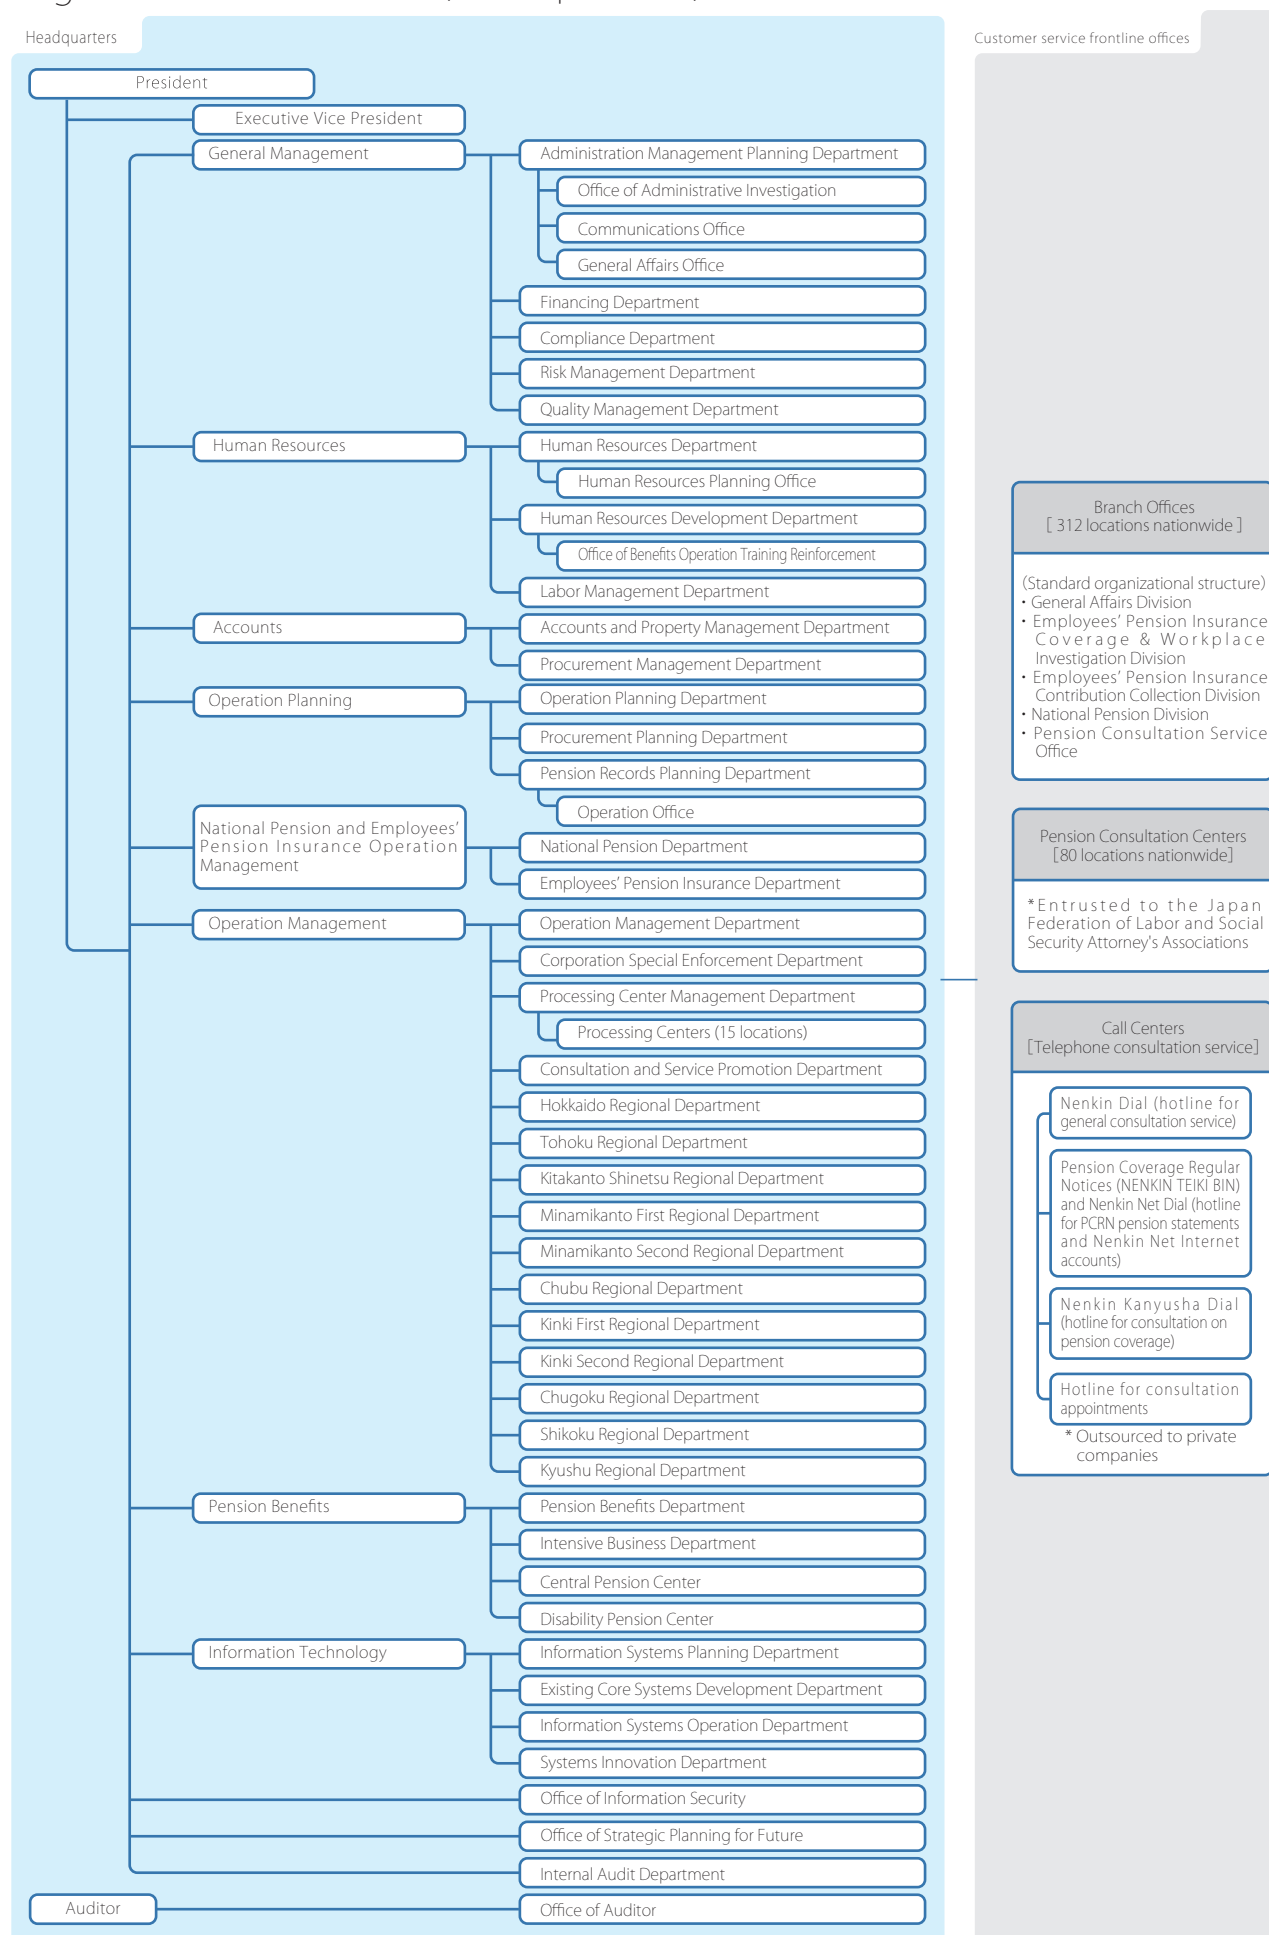 Headquarters
President
Executive Vice President
General Management
Administration Management Planning Department
Office of Administrative Investigation
Communications Office
General Affairs Office
Financing Department
Compliance Department
Risk Management Department
Quality Management Department
Human Resources
Human Resources Department
Human Resources Planning Office
Human Resources Development Department
Office of Benefits Operation Training Reinforcement
Labor Management Department
Accounts
Accounts and Property Management Department
Procurement Management Department
Operation Planning
Operation Planning Department
Procurement Planning Department
Pension Records Planning Department
Operation Office
National Pension and Employees’
Pension Insurance Operation
Management
National Pension Department
Employees’ Pension Insurance Department
Operation Management
Operation Management Department
Corporation Special Enforcement Department
Processing Center Management Department
Processing Centers (15 locations)
Consultation and Service Promotion Department
Hokkaido Regional Department
Tohoku Regional Department
Kitakanto Shinetsu Regional Department
Minamikanto First Regional Department
Minamikanto Second Regional Department
Chubu Regional Department
Kinki First Regional Department
Kinki Second Regional Department
Chugoku Regional Department
Shikoku Regional Department
Kyushu Regional Department
Pension Benefits
Pension Benefits Department
Intensive Business Department
Central Pension Center
Disability Pension Center
Information Technology
Information Systems Planning Department
Existing Core Systems Development Department
Information Systems Operation Department
Systems Innovation Department
Office of Information Security
Office of Strategic Planning for Future
Internal Audit Department
Auditor
Office of Auditor
Customer service frontline offices
Branch Offices
[ 312 locations nationwide ]
(Standard organizational structure)
・General Affairs Division
・Employees’ Pension Insurance
Coverage & Workplace
Investigation Division
・Employees’ Pension Insurance
Contribution Collection Division
・National Pension Division
・Pension Consultation Service
Office
Pension Consultation Centers
[80 locations nationwide]
*Entrusted to the Japan
Federation of Labor and Social
Security Attorney's Associations
Call Centers
[Telephone consultation service]
Nenkin Dial (hotline for
general consultation service)
Pension Coverage Regular
Notices (NENKIN TEIKI BIN)
and Nenkin Net Dial (hotline
for PCRN pension statements
and Nenkin Net Internet
accounts)
Nenkin Kanyusha Dial
(hotline for consultation on
pension coverage)
Hotline for consultation
appointments
* Outsourced to private
companies